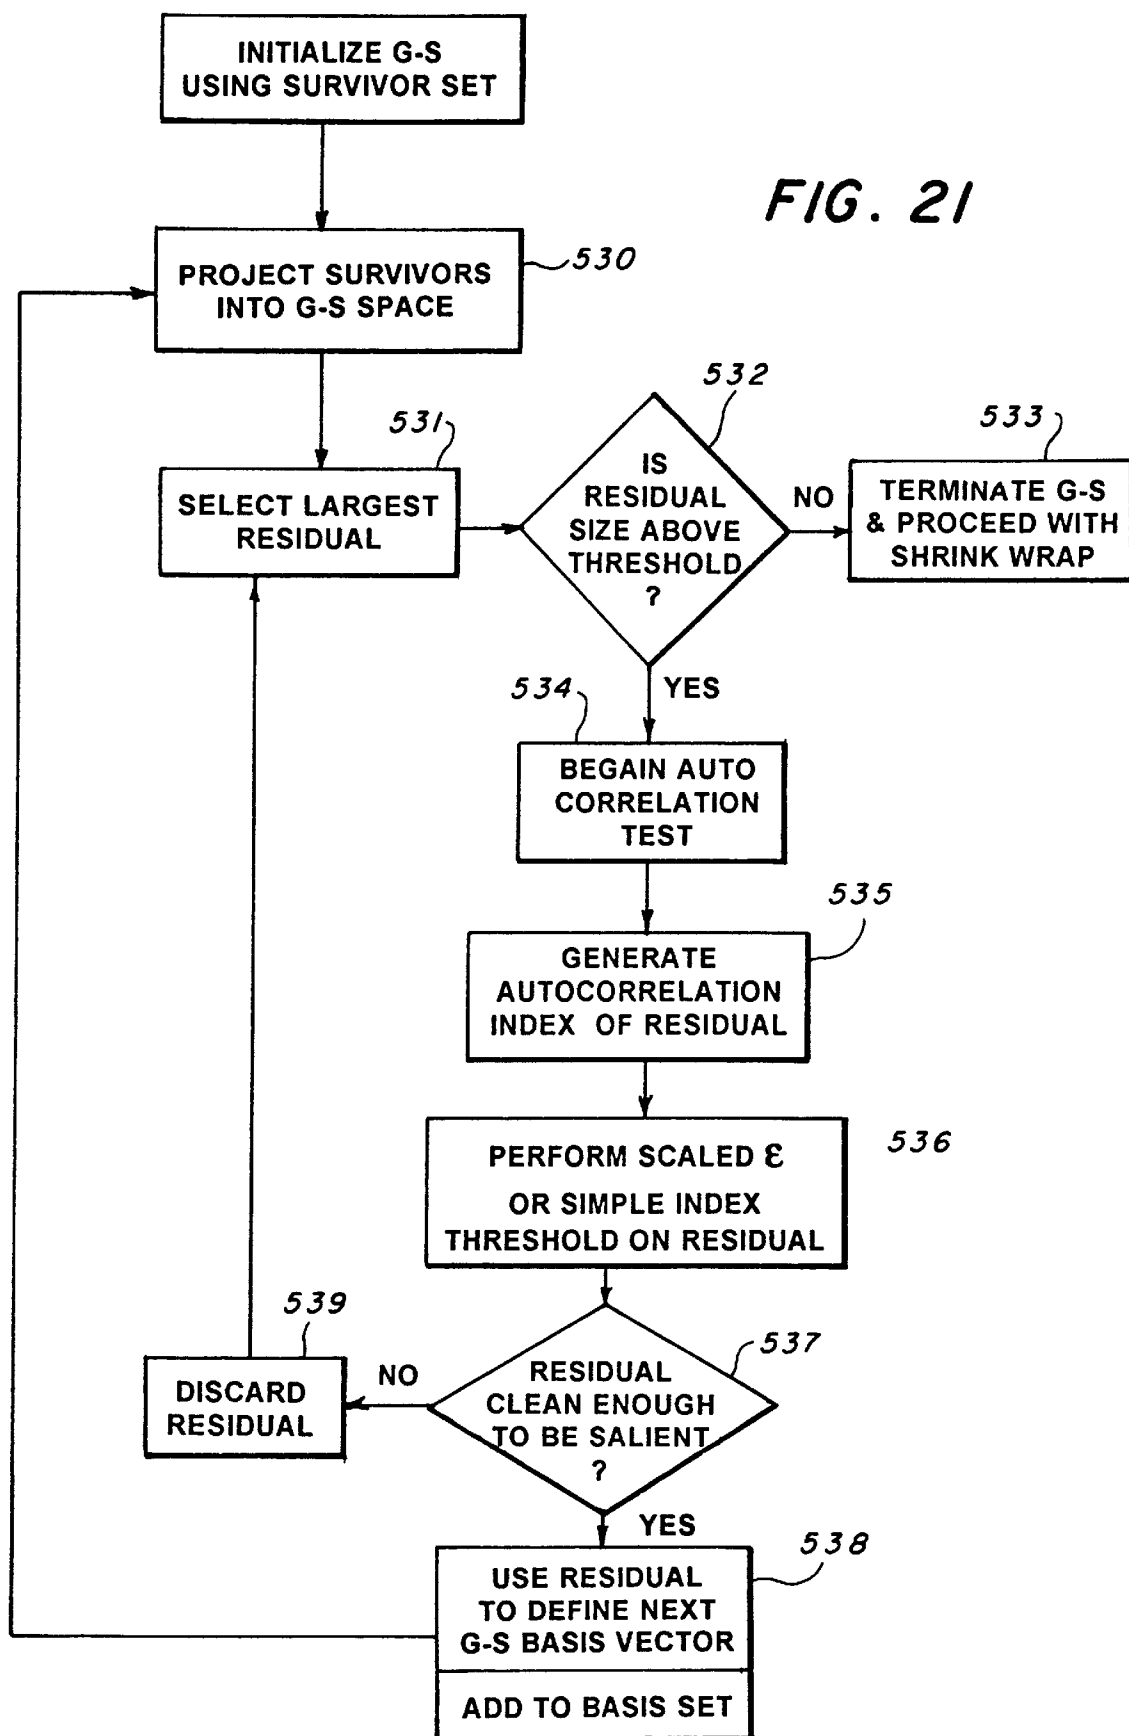 INITIALIZE G-S
USING SURVIVOR SET
FIG. 21
530
PROJECT SURVIVORS
INTO G-S SPACE
532
531
533
SELECT LARGEST
RESIDUAL
IS
RESIDUAL
SIZE ABOVE
THRESHOLD
?
NO
TERMINATE G-S
& PROCEED WITH
SHRINK WRAP
534
YES
BEGAIN AUTO
CORRELATION
TEST
535
GENERATE
AUTOCORRELATION
INDEX OF RESIDUAL
536
PERFORM SCALED ε
OR SIMPLE INDEX
THRESHOLD ON RESIDUAL
539
537
DISCARD
RESIDUAL
NO
RESIDUAL
CLEAN ENOUGH
TO BE SALIENT
?
YES
538
USE RESIDUAL
TO DEFINE NEXT
G-S BASIS VECTOR
ADD TO BASIS SET